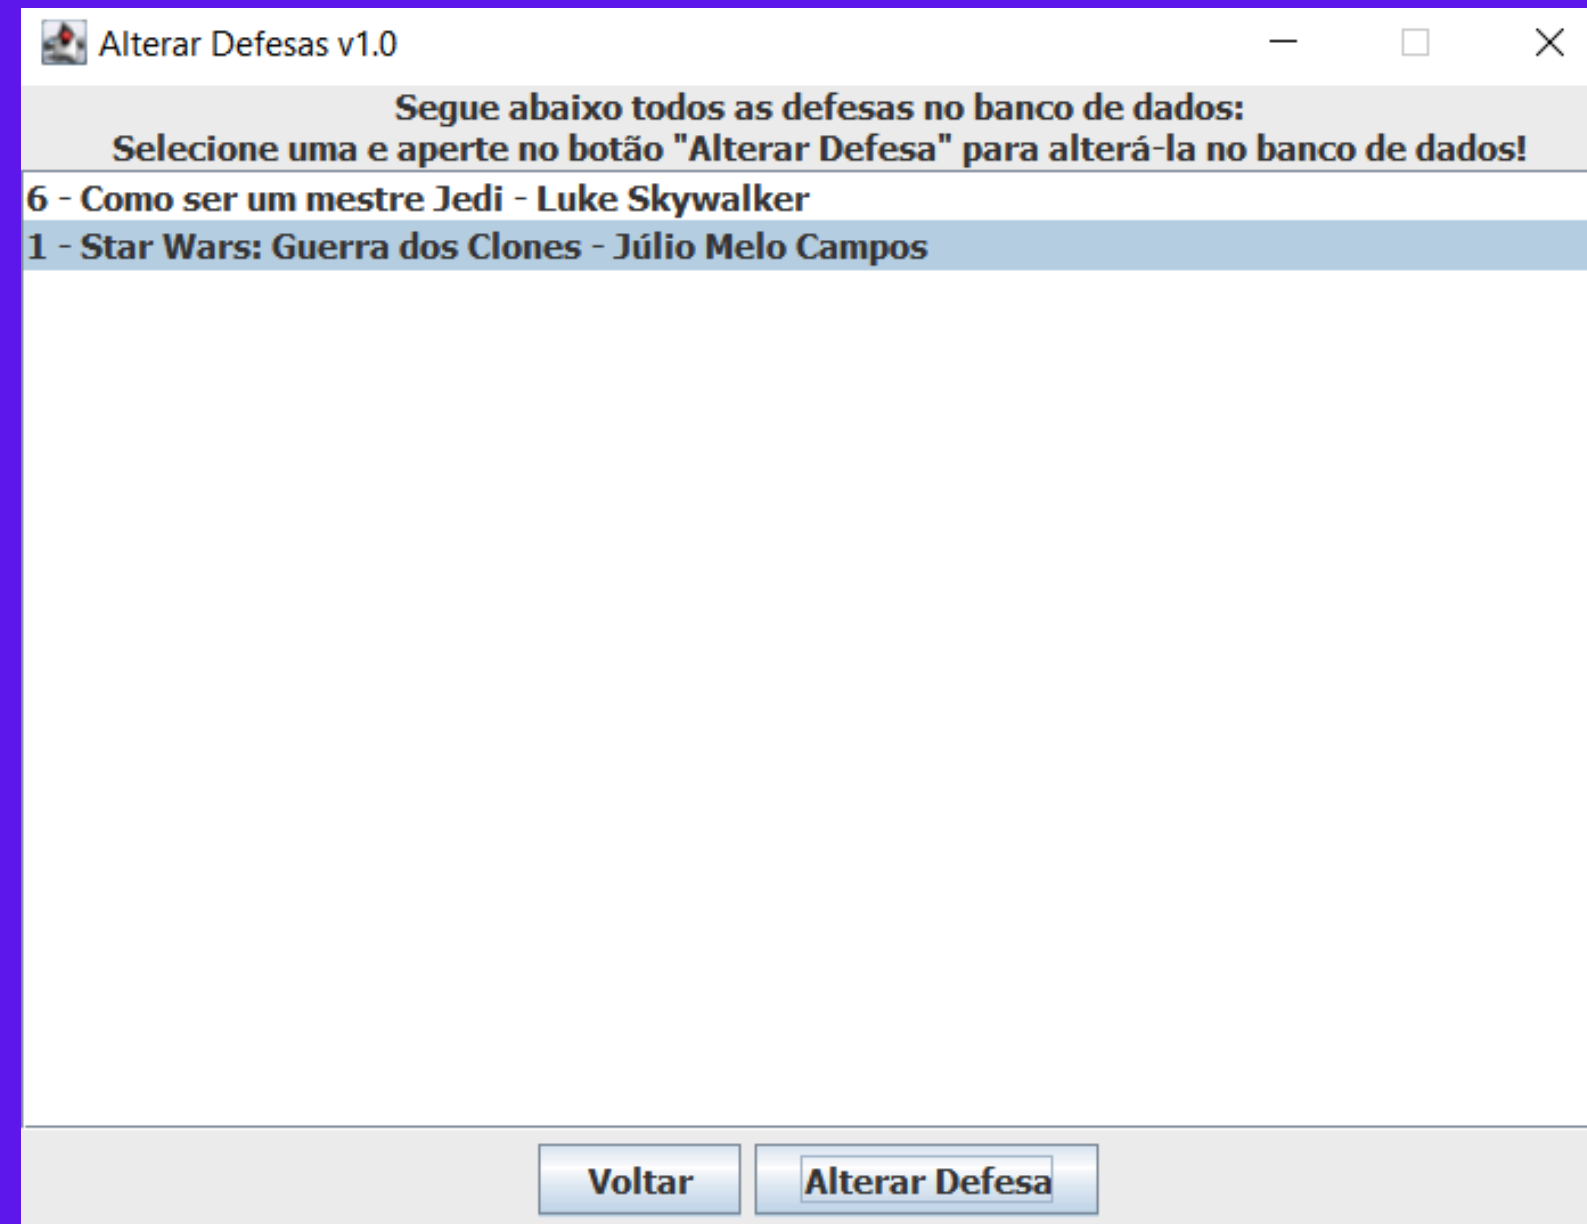 Alterar Defesas v1.0
Segue abaixo todos as defesas no banco de dados:
Selecione uma e aperte no botão "Alterar Defesa" para alterá-la no banco de dados!
6 - Como ser um mestre Jedi - Luke Skywalker
1 - Star Wars: Guerra dos Clones - Júlio Melo Campos
Voltar
Alterar Defesa